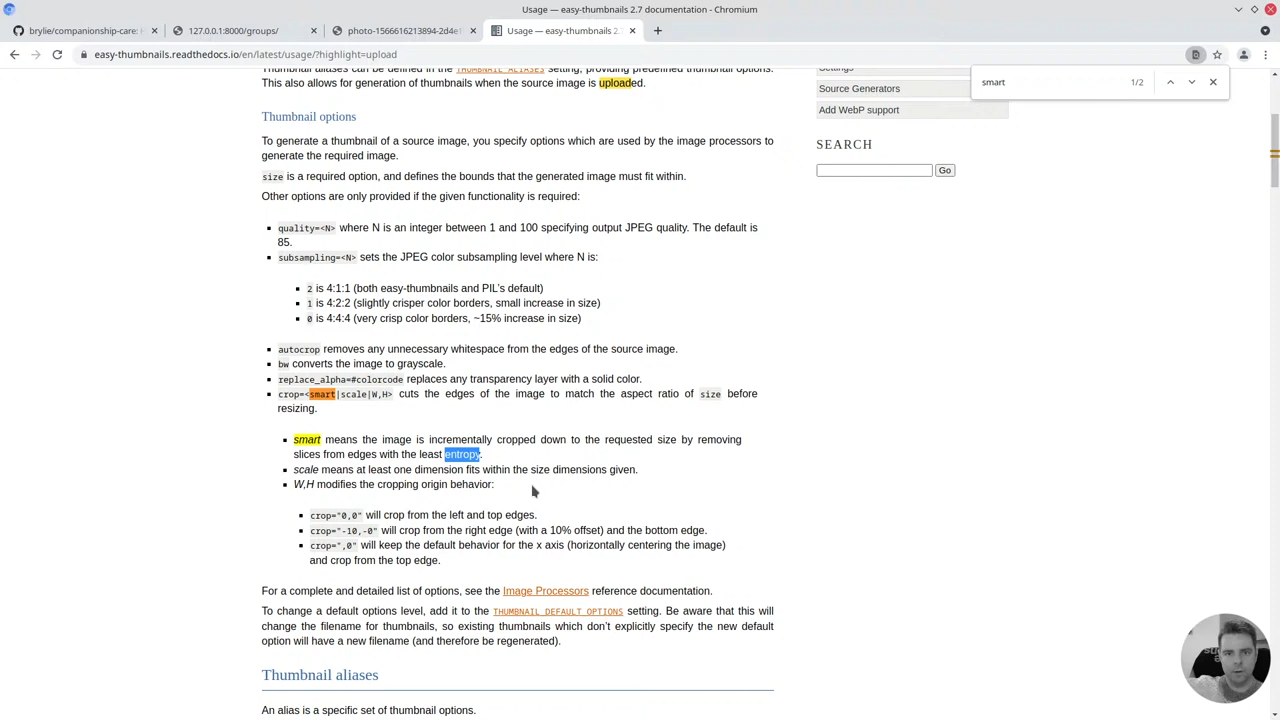 Usage — easy-thumbnails 2.7 documentation - Chromium
brylie/companionship-care:
127.0.0.1:8000/groups/
photo-1566616213894-2d4e1
Usage — easy-thumbnails 2.7
easy-thumbnails.readthedocs.io/en/latest/usage/?highlight=upload
smart
1/2
Thumbnail aliases can be defined in the THUMBNAIL_ALIASES setting, providing predefined thumbnail options.
This also allows for generation of thumbnails when the source image is uploaded.
Thumbnail options
To generate a thumbnail of a source image, you specify options which are used by the image processors to
generate the required image.
size is a required option, and defines the bounds that the generated image must fit within.
Other options are only provided if the given functionality is required:
quality=<N> where N is an integer between 1 and 100 specifying output JPEG quality. The default is
85.
subsampling=<N> sets the JPEG color subsampling level where N is:
2 is 4:1:1 (both easy-thumbnails and PIL's default)
1 is 4:2:2 (slightly crisper color borders, small increase in size)
0 is 4:4:4 (very crisp color borders, ~15% increase in size)
autocrop removes any unnecessary whitespace from the edges of the source image.
bw converts the image to grayscale.
replace_alpha=#colorcode replaces any transparency layer with a solid color.
crop=<smart|scale|W,H> cuts the edges of the image to match the aspect ratio of size before
resizing.
smart means the image is incrementally cropped down to the requested size by removing
slices from edges with the least entropy.
scale means at least one dimension fits within the size dimensions given.
W,H modifies the cropping origin behavior:
crop="0,0" will crop from the left and top edges.
crop="-10,-0" will crop from the right edge (with a 10% offset) and the bottom edge.
crop=",0" will keep the default behavior for the x axis (horizontally centering the image)
and crop from the top edge.
For a complete and detailed list of options, see the Image Processors reference documentation.
To change a default options level, add it to the THUMBNAIL_DEFAULT_OPTIONS setting. Be aware that this will
change the filename for thumbnails, so existing thumbnails which don't explicitly specify the new default
option will have a new filename (and therefore be regenerated).
Thumbnail aliases
An alias is a specific set of thumbnail options.
Settings
Source Generators
Add WebP support
SEARCH
Go